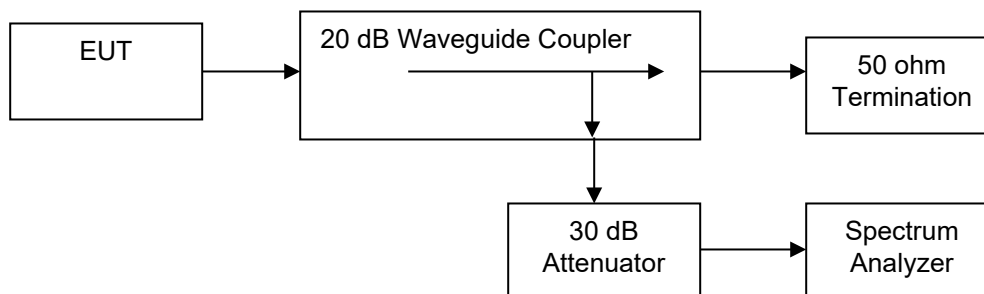 EUT
20 dB Waveguide Coupler
50 ohm
Termination
30 dB
Attenuator
Spectrum
Analyzer